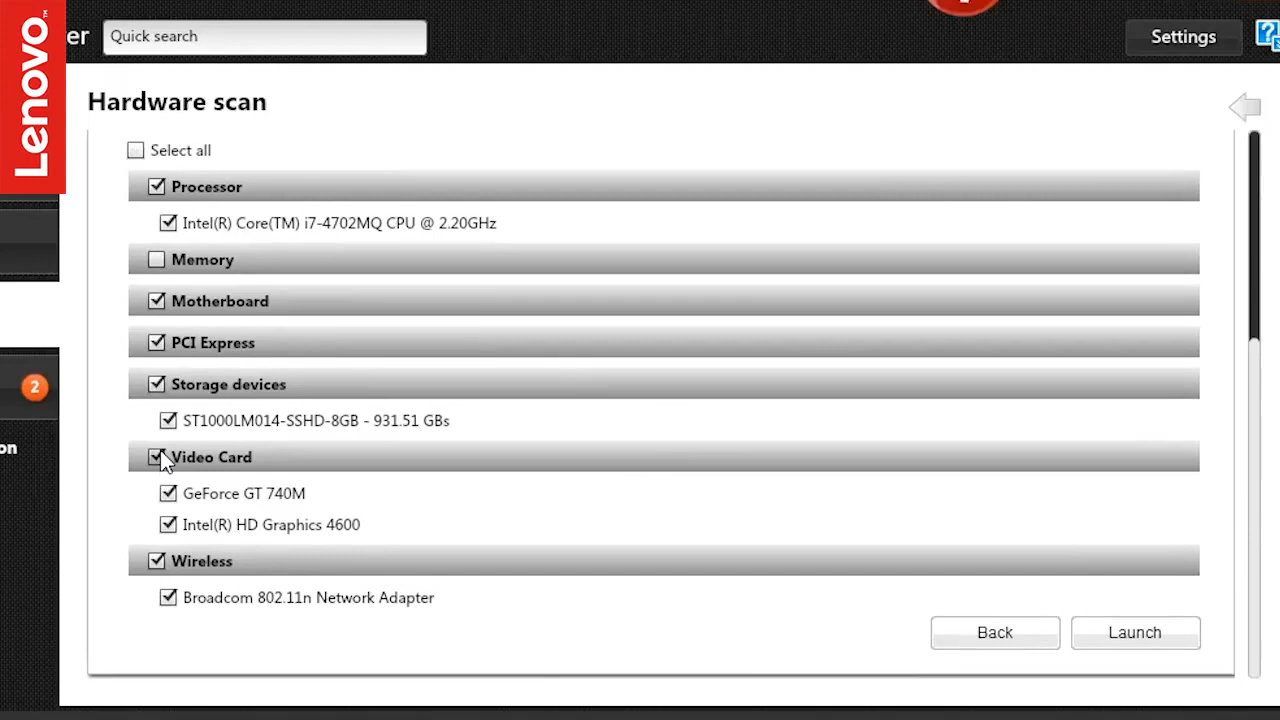 Lenovo™
er
Quick search
Settings
?
Hardware scan
Select all
Processor
Intel(R) Core(TM) i7-4702MQ CPU @ 2.20GHz
Memory
Motherboard
PCI Express
Storage devices
2
ST1000LM014-SSHD-8GB - 931.51 GBs
on
Video Card
GeForce GT 740M
Intel(R) HD Graphics 4600
Wireless
Broadcom 802.11n Network Adapter
Back
Launch